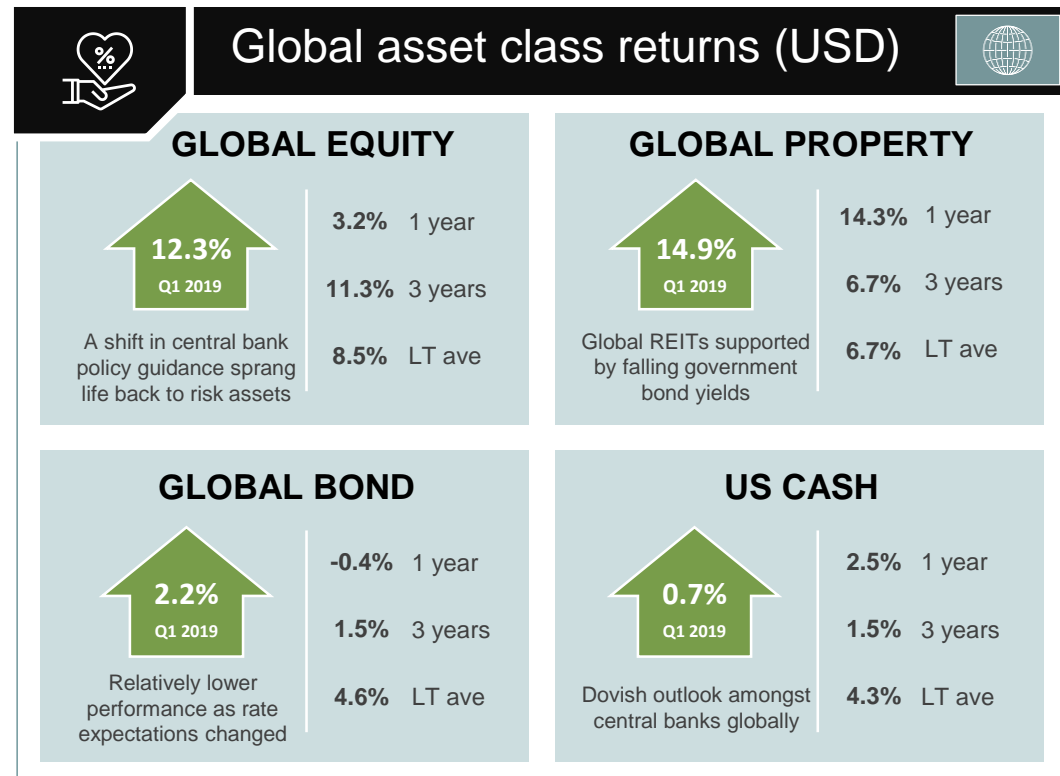 %
Global asset class returns (USD)
GLOBAL EQUITY
12.3%
Q1 2019
A shift in central bank
policy guidance sprang
life back to risk assets
3.2% 1 year
11.3% 3 years
8.5% LT ave
GLOBAL PROPERTY
14.9%
Q1 2019
Global REITs supported
by falling government
bond yields
14.3% 1 year
6.7% 3 years
6.7% LT ave
GLOBAL BOND
2.2%
Q1 2019
Relatively lower
performance as rate
expectations changed
-0.4% 1 year
1.5% 3 years
4.6% LT ave
US CASH
0.7%
Q1 2019
Dovish outlook amongst
central banks globally
2.5% 1 year
1.5% 3 years
4.3% LT ave